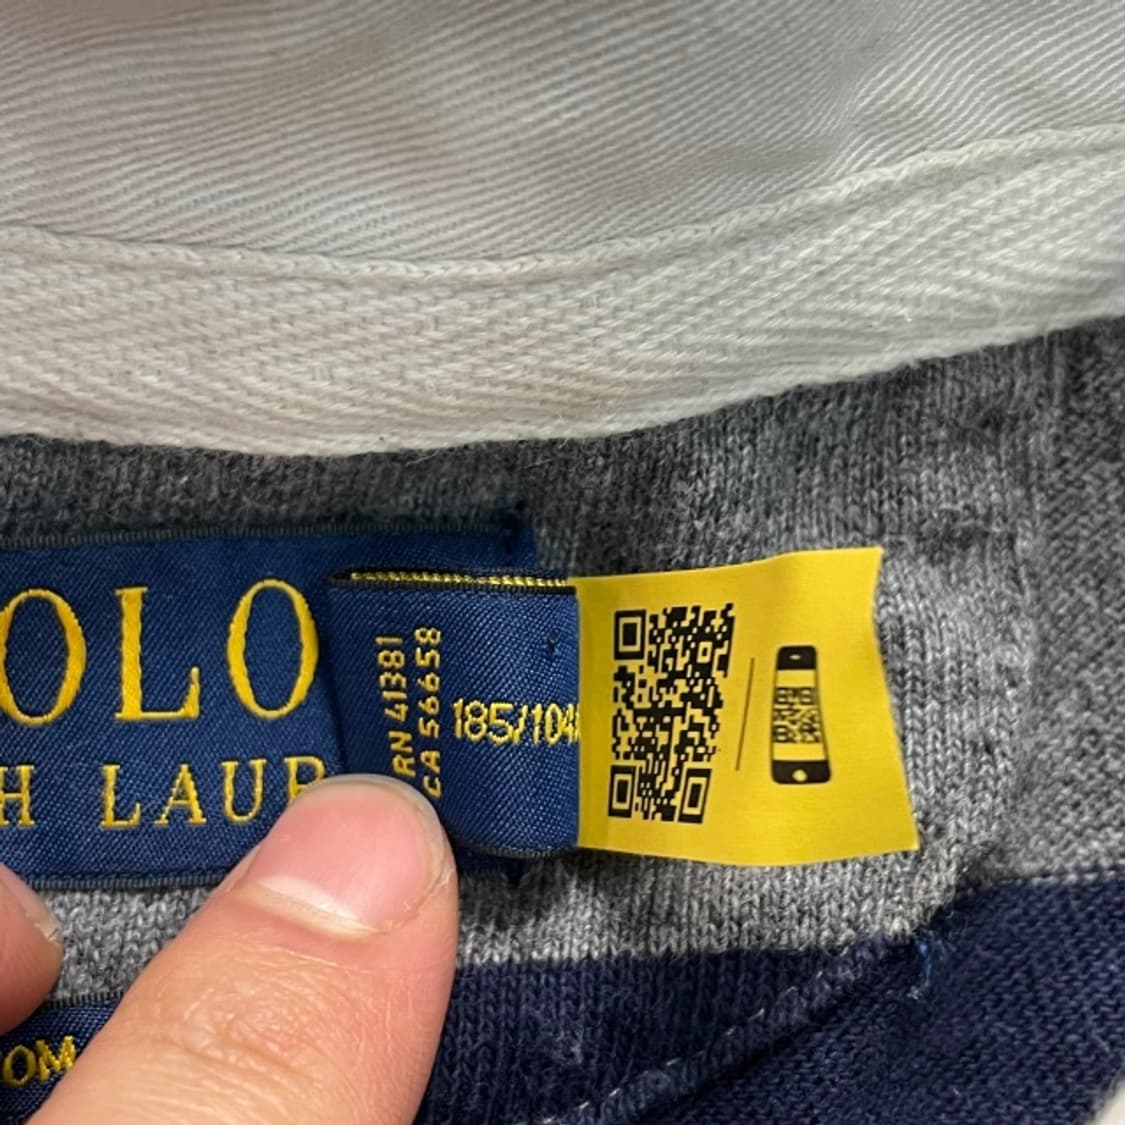 OLO
H LAUR
RN 41381
CA 56658
185/104
OM